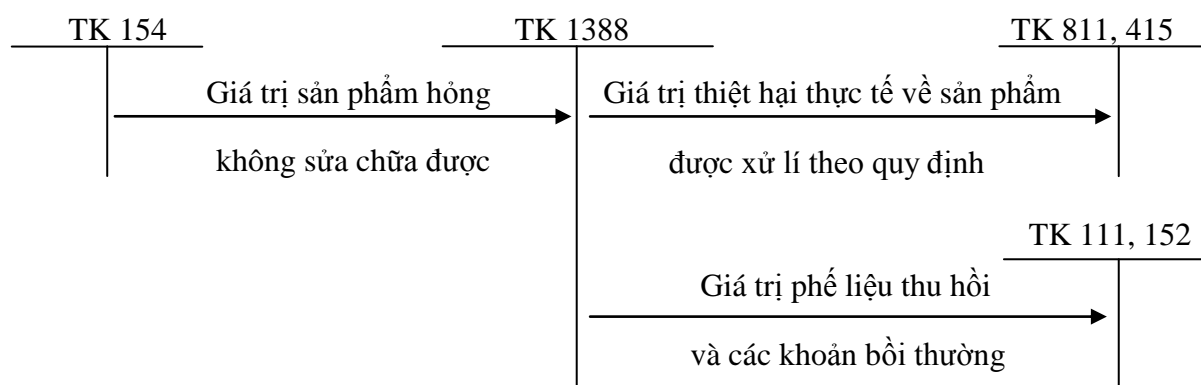 TK 154
TK 1388
TK 811, 415
Giá trị sản phẩm hỏng
Giá trị thiệt hại thực tế về sản phẩm
không sửa chữa được
được xử lí theo quy định
TK 111, 152
Giá trị phế liệu thu hồi
và các khoản bồi thường